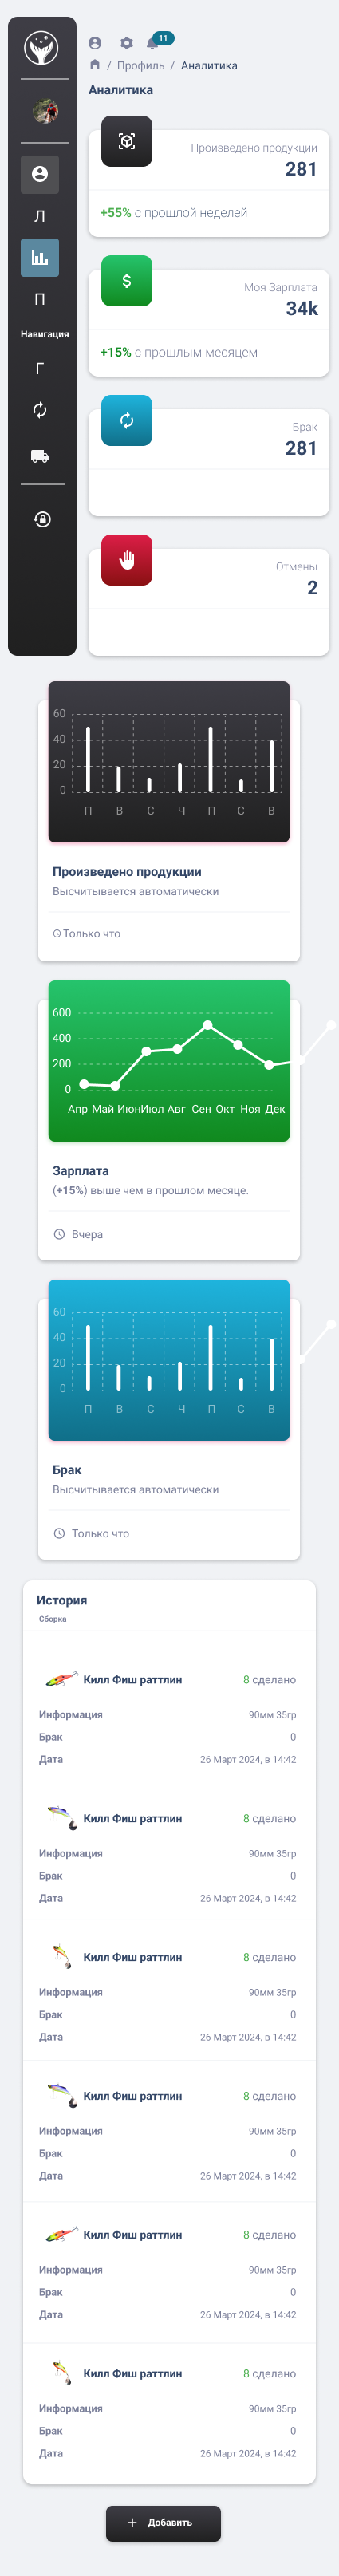 11
/ Профиль / Аналитика
Аналитика
Л
П
Навигация
Г
Произведено продукции
281
+55% с прошлой неделей
Моя Зарплата
34k
+15% с прошлым месяцем
Брак
281
Отмены
2
60
40
20
0
П В С Ч П С В
Произведено продукции
Высчитывается автоматически
Только что
600
400
200
0
Апр Май Июн Июл Авг Сен Окт Ноя Дек
Зарплата
(+15%) выше чем в прошлом месяце.
Вчера
60
40
20
0
П В С Ч П С В
Брак
Высчитывается автоматически
Только что
История
Сборка
Килл Фиш раттлин 8 сделано
Информация 90мм 35гр
Брак 0
Дата 26 Март 2024, в 14:42
Килл Фиш раттлин 8 сделано
Информация 90мм 35гр
Брак 0
Дата 26 Март 2024, в 14:42
Килл Фиш раттлин 8 сделано
Информация 90мм 35гр
Брак 0
Дата 26 Март 2024, в 14:42
Килл Фиш раттлин 8 сделано
Информация 90мм 35гр
Брак 0
Дата 26 Март 2024, в 14:42
Килл Фиш раттлин 8 сделано
Информация 90мм 35гр
Брак 0
Дата 26 Март 2024, в 14:42
Килл Фиш раттлин 8 сделано
Информация 90мм 35гр
Брак 0
Дата 26 Март 2024, в 14:42
+ Добавить